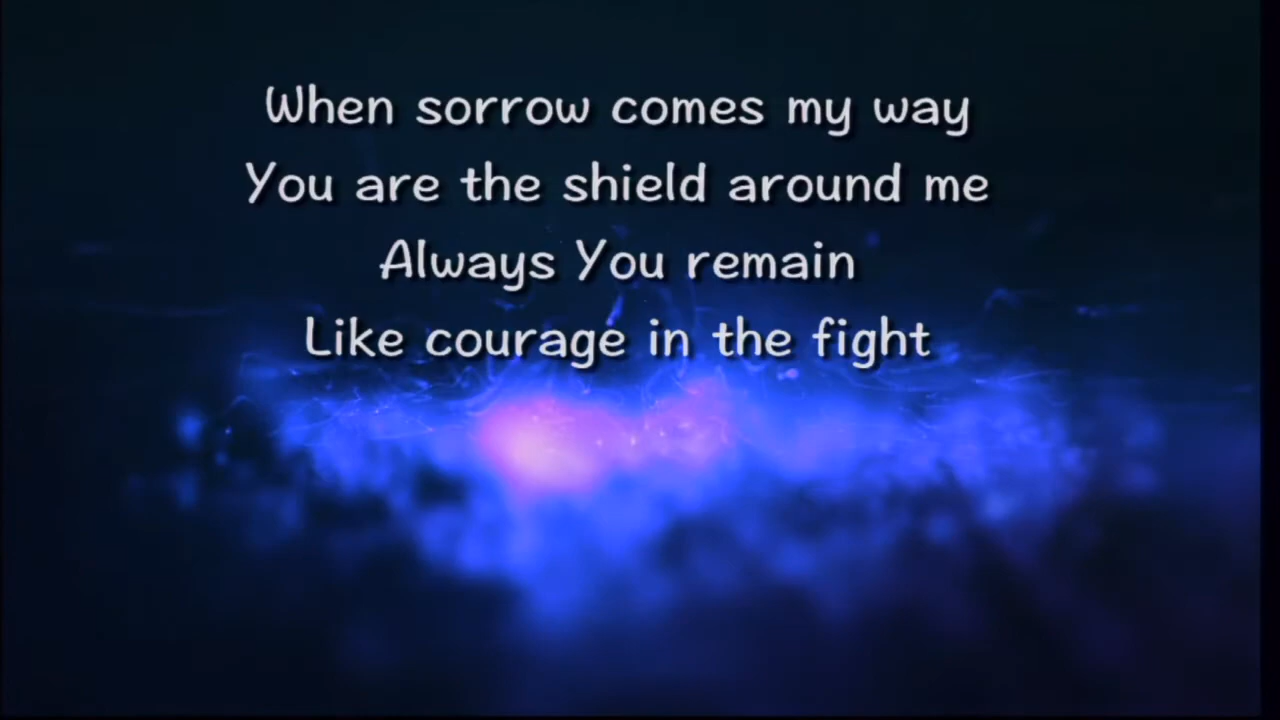 When sorrow comes my way
You are the shield around me
Always You remain
Like courage in the fight